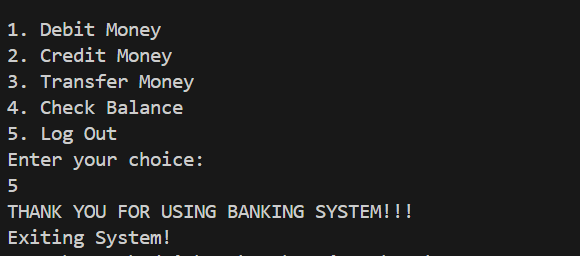 1. Debit Money
2. Credit Money
3. Transfer Money
4. Check Balance
5. Log Out
Enter your choice:
5
THANK YOU FOR USING BANKING SYSTEM!!!
Exiting System!